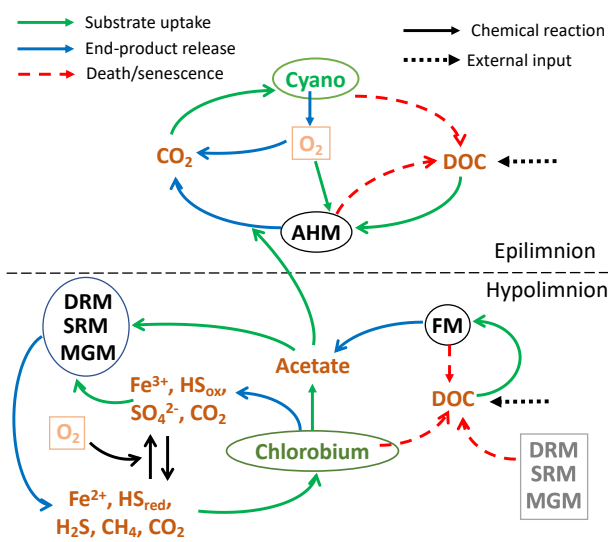 Substrate uptake
End-product release
Death/senescence
Chemical reaction
External input
Cyano
O₂
CO₂
DOC
AHM
Epilimnion
Hypolimnion
DRM
SRM
MGM
FM
Acetate
Fe³⁺, HSₒₓ,
SO₄²⁻, CO₂
DOC
O₂
Chlorobium
DRM
SRM
MGM
Fe²⁺, HS_red,
H₂S, CH₄, CO₂